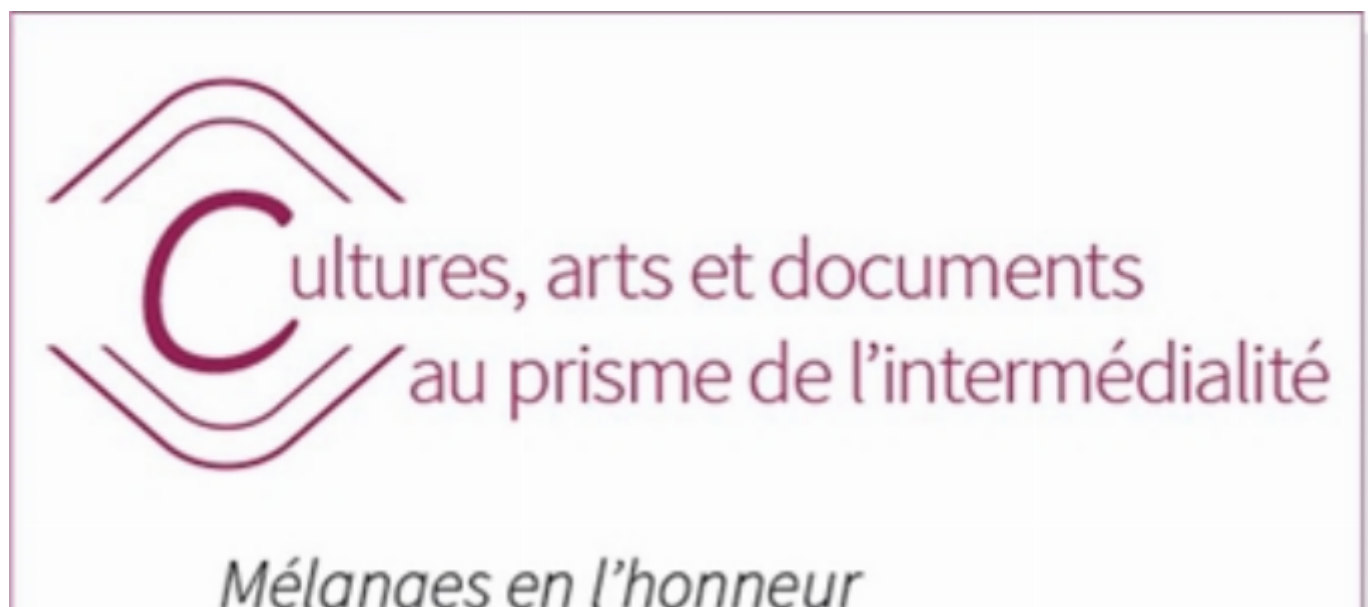 Cultures, arts et documents
au prisme de l’intermédialité
Mélanges en l’honneur